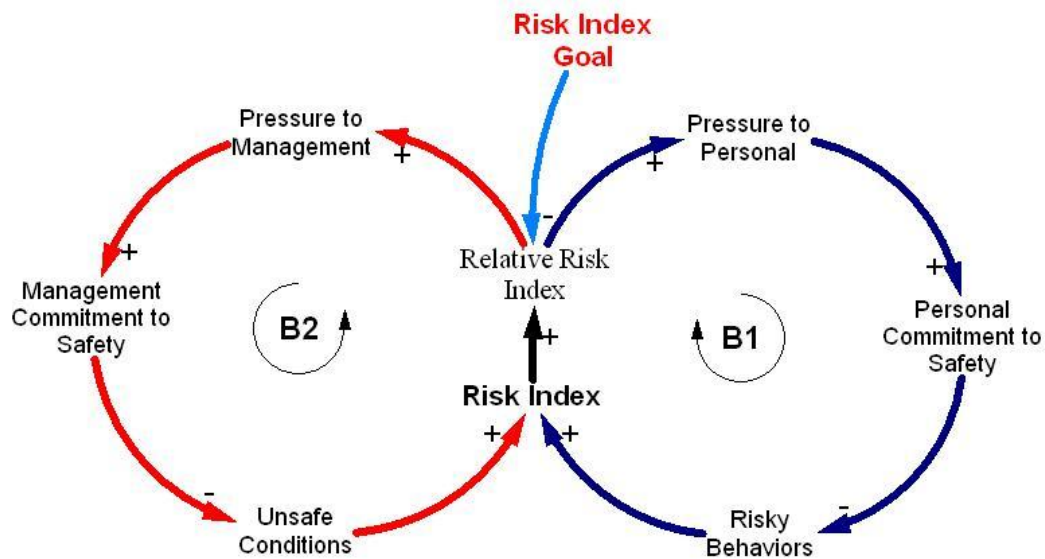 Risk Index
Goal
Pressure to
Management
Pressure to
Personal
+
+
-
+
+
Relative Risk
Index
Management
Commitment to
Safety
B2
B1
Personal
Commitment to
Safety
+
Risk Index
+
+
-
-
Unsafe
Conditions
Risky
Behaviors